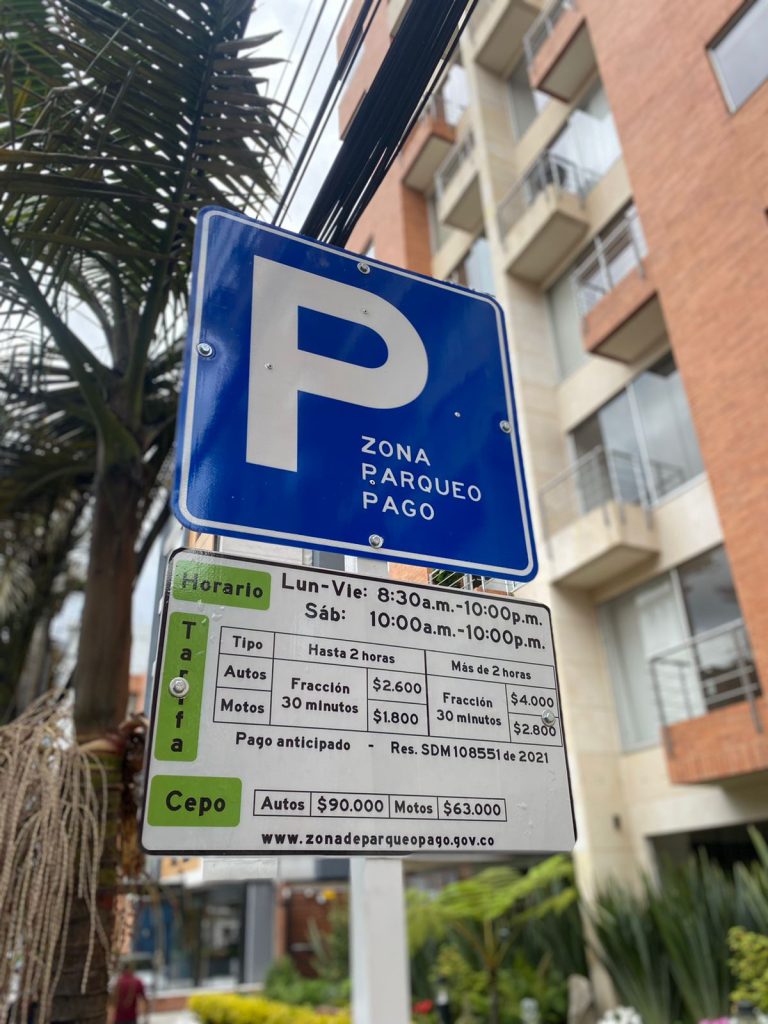 P
ZONA
PARQUEO
PAGO
Horario Lun-Vie: 8:30a.m.-10:00p.m.
Sáb: 10:00a.m.-10:00p.m.
Tarifa
Tipo Hasta 2 horas Más de 2 horas
Autos Fracción 30 minutos $2.600 Fracción 30 minutos $4.000
Motos $1.800 $2.800
Pago anticipado - Res. SDM 108551 de 2021
Cepo Autos $90.000 Motos $63.000
www.zonadeparqueopago.gov.co